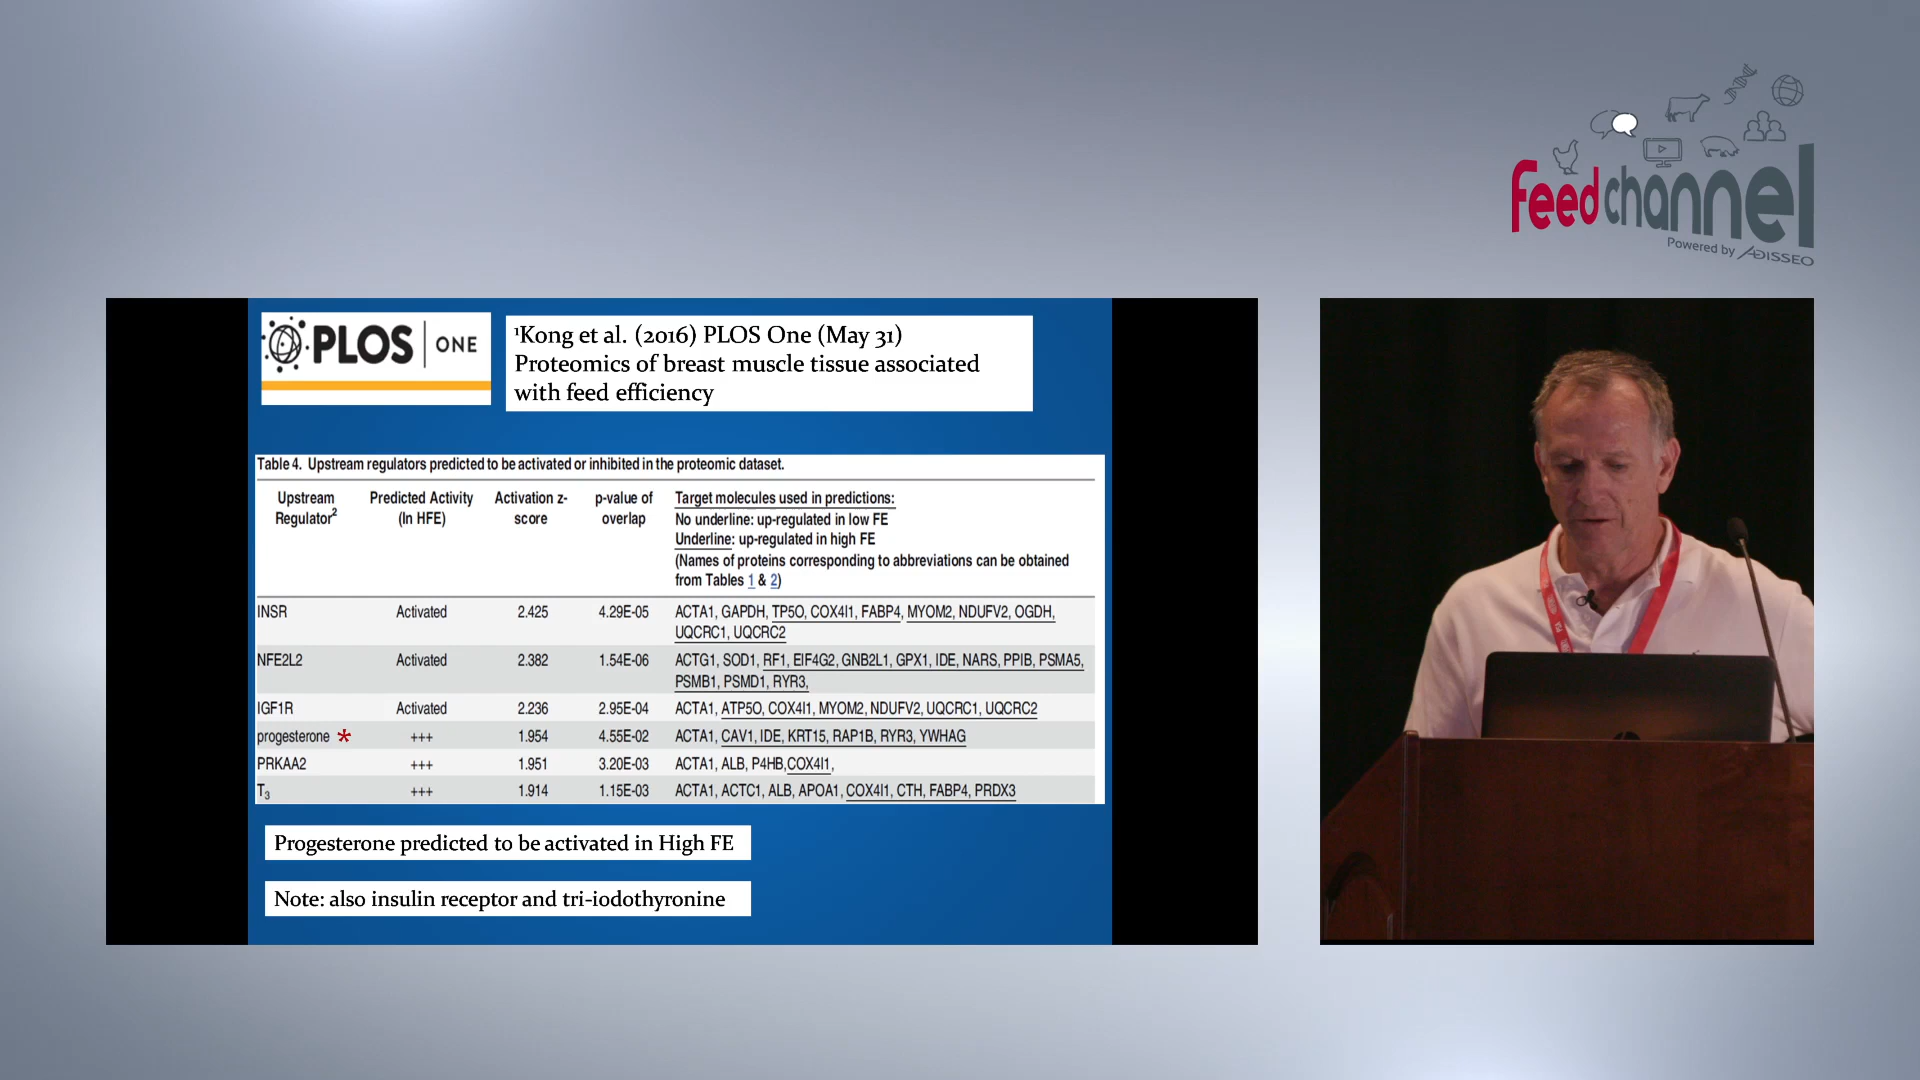 feedchannel
Powered by ADISSEO
PLOS ONE
¹Kong et al. (2016) PLOS One (May 31)
Proteomics of breast muscle tissue associated
with feed efficiency
Table 4. Upstream regulators predicted to be activated or inhibited in the proteomic dataset.
Upstream Regulator² Predicted Activity (In HFE) Activation z-score p-value of overlap Target molecules used in predictions:
No underline: up-regulated in low FE
Underline: up-regulated in high FE
(Names of proteins corresponding to abbreviations can be obtained
from Tables 1 & 2)
INSR Activated 2.425 4.29E-05 ACTA1, GAPDH, TP5O, COX4I1, FABP4, MYOM2, NDUFV2, OGDH,
UQCRC1, UQCRC2
NFE2L2 Activated 2.382 1.54E-06 ACTG1, SOD1, RF1, EIF4G2, GNB2L1, GPX1, IDE, NARS, PPIB, PSMA5,
PSMB1, PSMD1, RYR3,
IGF1R Activated 2.236 2.95E-04 ACTA1, ATP5O, COX4I1, MYOM2, NDUFV2, UQCRC1, UQCRC2
progesterone * +++ 1.954 4.55E-02 ACTA1, CAV1, IDE, KRT15, RAP1B, RYR3, YWHAG
PRKAA2 +++ 1.951 3.20E-03 ACTA1, ALB, P4HB,COX4I1,
T₃ +++ 1.914 1.15E-03 ACTA1, ACTC1, ALB, APOA1, COX4I1, CTH, FABP4, PRDX3
Progesterone predicted to be activated in High FE
Note: also insulin receptor and tri-iodothyronine